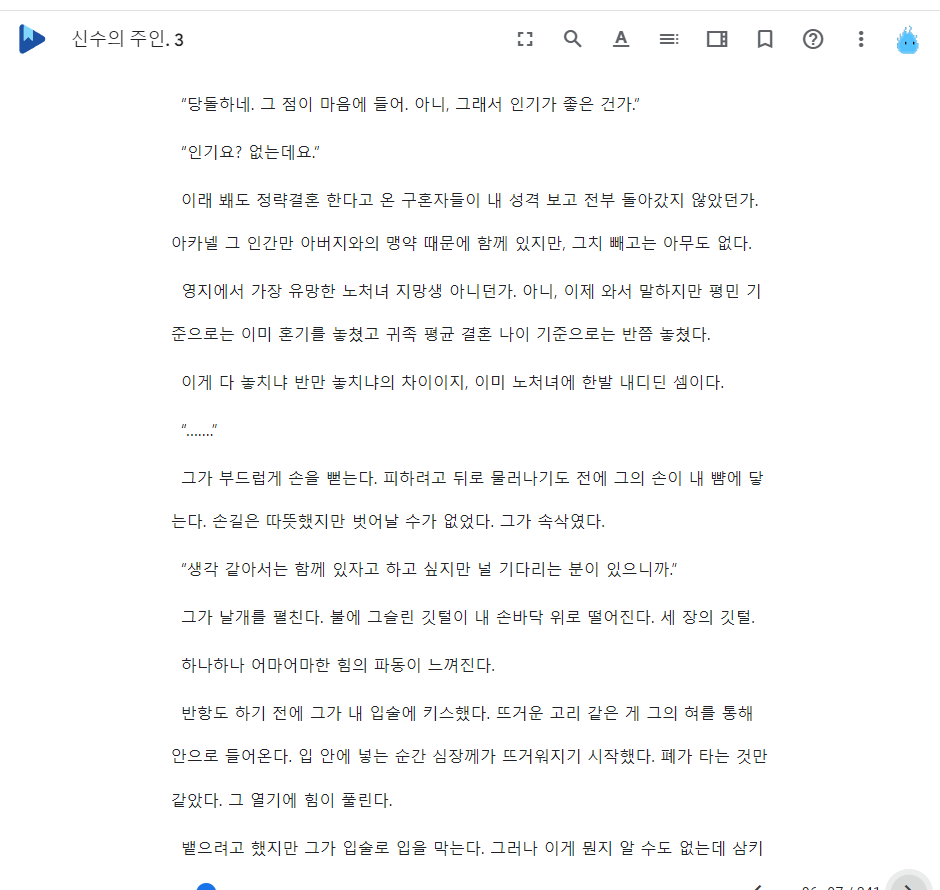 신수의 주인. 3
“당돌하네. 그 점이 마음에 들어. 아니, 그래서 인기가 좋은 건가.”
“인기요? 없는데요.”
이래 봬도 정략결혼 한다고 온 구혼자들이 내 성격 보고 전부 돌아갔지 않았던가.
아카넬 그 인간만 아버지와의 맹약 때문에 함께 있지만, 그치 빼고는 아무도 없다.
영지에서 가장 유망한 노처녀 지망생 아니던가. 아니, 이제 와서 말하지만 평민 기
준으로는 이미 혼기를 놓쳤고 귀족 평균 결혼 나이 기준으로는 반쯤 놓쳤다.
이게 다 놓치냐 반만 놓치냐의 차이이지, 이미 노처녀에 한발 내디딘 셈이다.
“…….”
그가 부드럽게 손을 뻗는다. 피하려고 뒤로 물러나기도 전에 그의 손이 내 뺨에 닿
는다. 손길은 따뜻했지만 벗어날 수가 없었다. 그가 속삭였다.
“생각 같아서는 함께 있자고 하고 싶지만 널 기다리는 분이 있으니까.”
그가 날개를 펼친다. 불에 그슬린 깃털이 내 손바닥 위로 떨어진다. 세 장의 깃털.
하나하나 어마어마한 힘의 파동이 느껴진다.
반항도 하기 전에 그가 내 입술에 키스했다. 뜨거운 고리 같은 게 그의 혀를 통해
안으로 들어온다. 입 안에 넣는 순간 심장께가 뜨거워지기 시작했다. 폐가 타는 것만
같았다. 그 열기에 힘이 풀린다.
뱉으려고 했지만 그가 입술로 입을 막는다. 그러나 이게 뭔지 알 수도 없는데 삼키